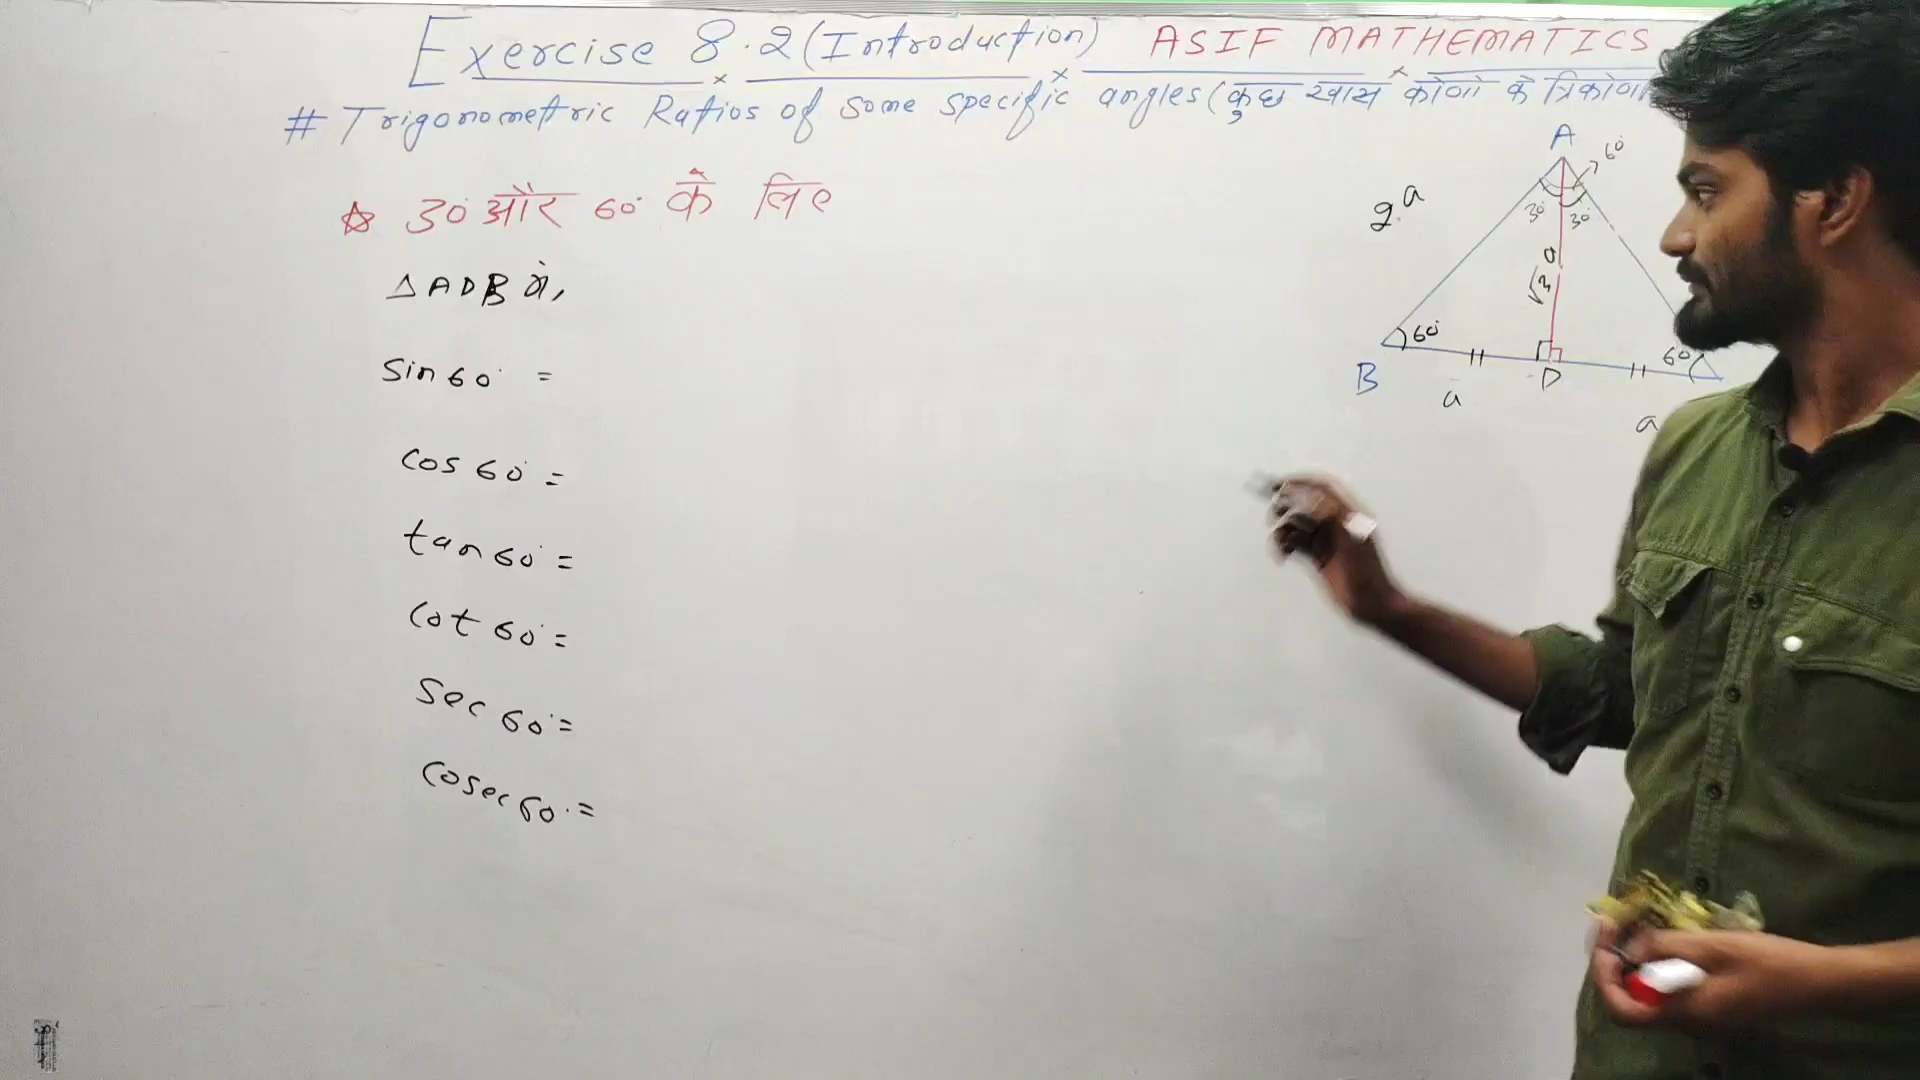 Exercise 8.2 (Introduction) ASIF MATHEMATICS
# Trigonometric Ratios of some specific angles (कुछ खास कोणों के
☆ 30° और 60° के लिए
△ADB में,
sin 60° =
cos 60° =
tan 60° =
cot 60° =
sec 60° =
cosec 60° =
A
60°
2a
30° 30°
√3a
60°
60°
B
D
a
a